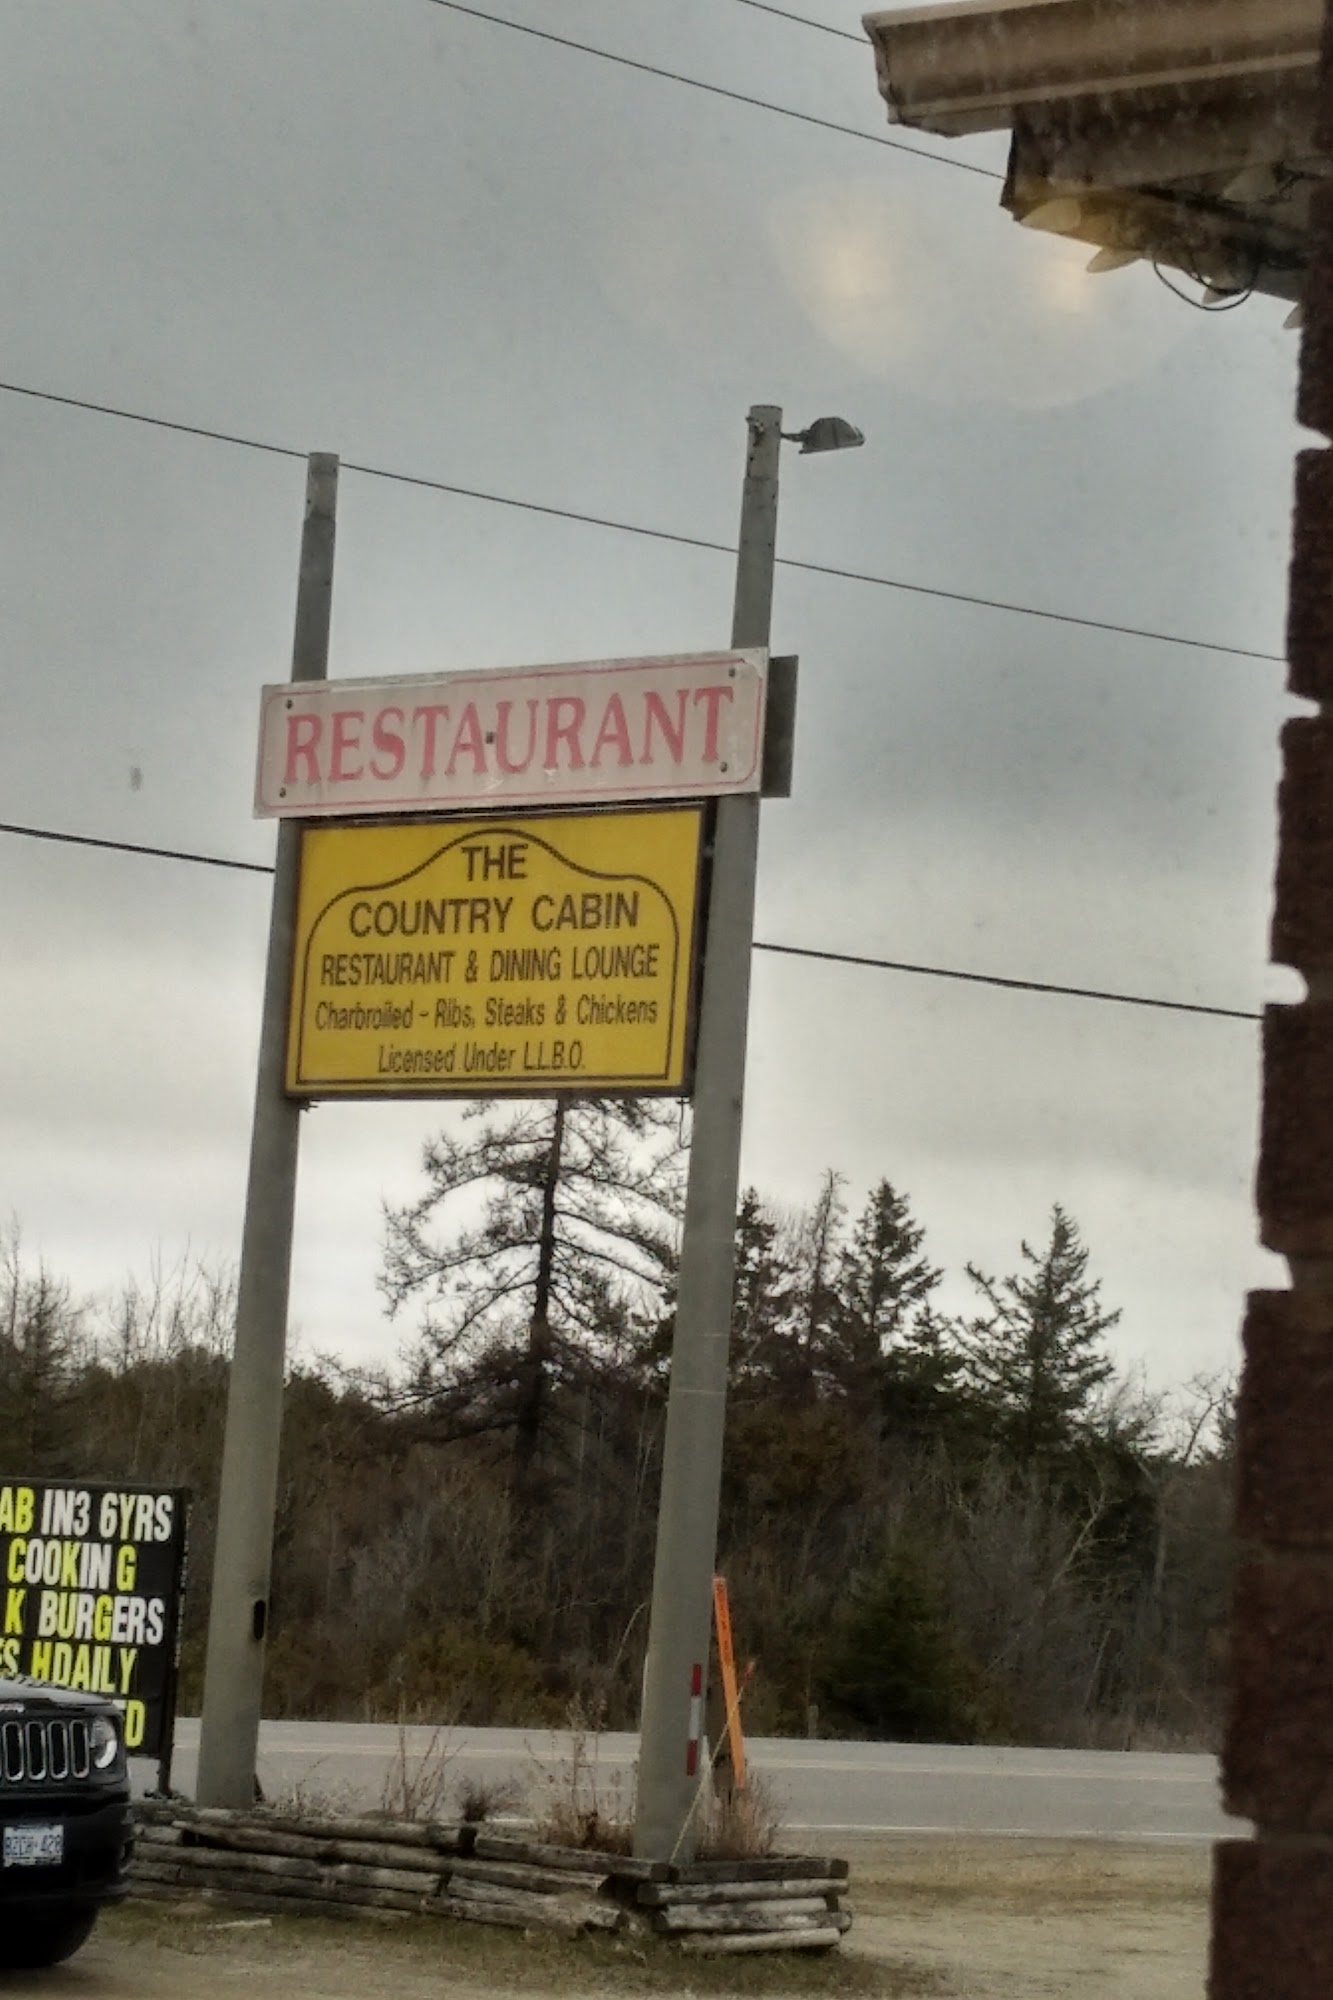 RESTAURANT
THE
COUNTRY CABIN
RESTAURANT & DINING LOUNGE
Charbroiled - Ribs, Steaks & Chickens
Licensed Under L.L.B.O.
AB IN3 6YRS
COOKING
K BURGERS
S HDAILY
ED